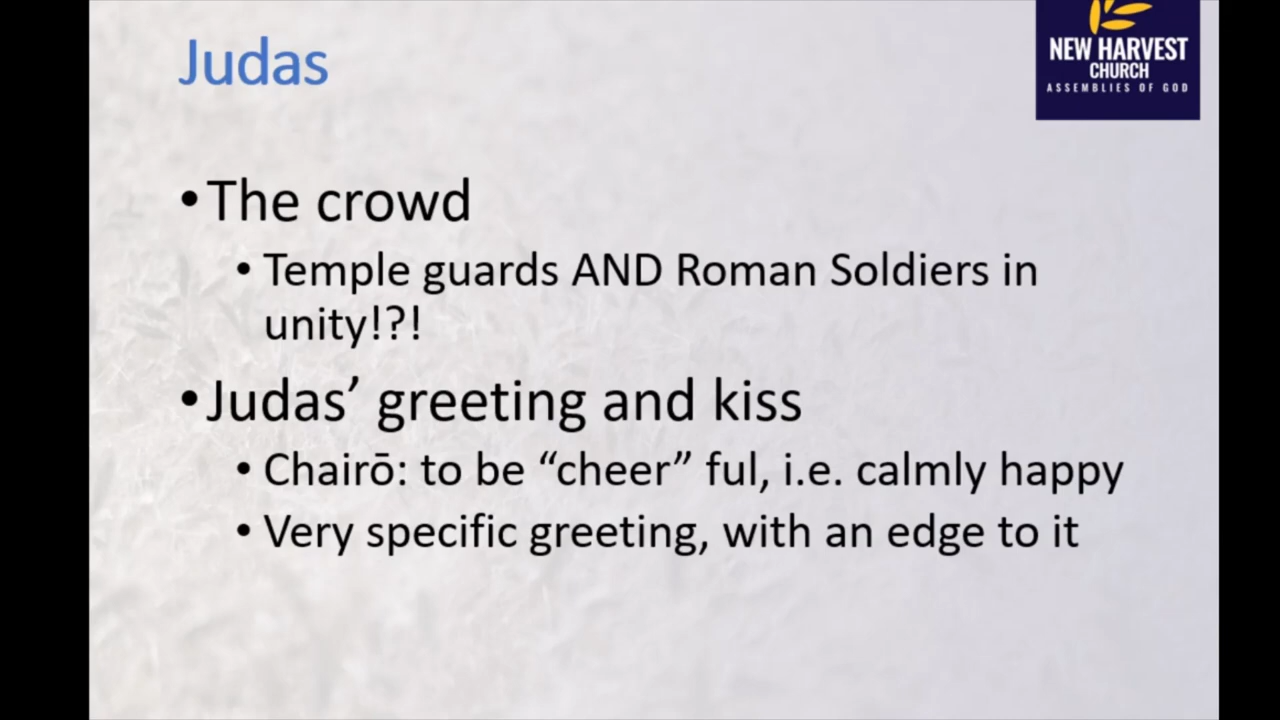 Judas
NEW HARVEST
CHURCH
ASSEMBLIES OF GOD
•The crowd
• Temple guards AND Roman Soldiers in
unity!?!
•Judas’ greeting and kiss
• Chairō: to be “cheer” ful, i.e. calmly happy
• Very specific greeting, with an edge to it